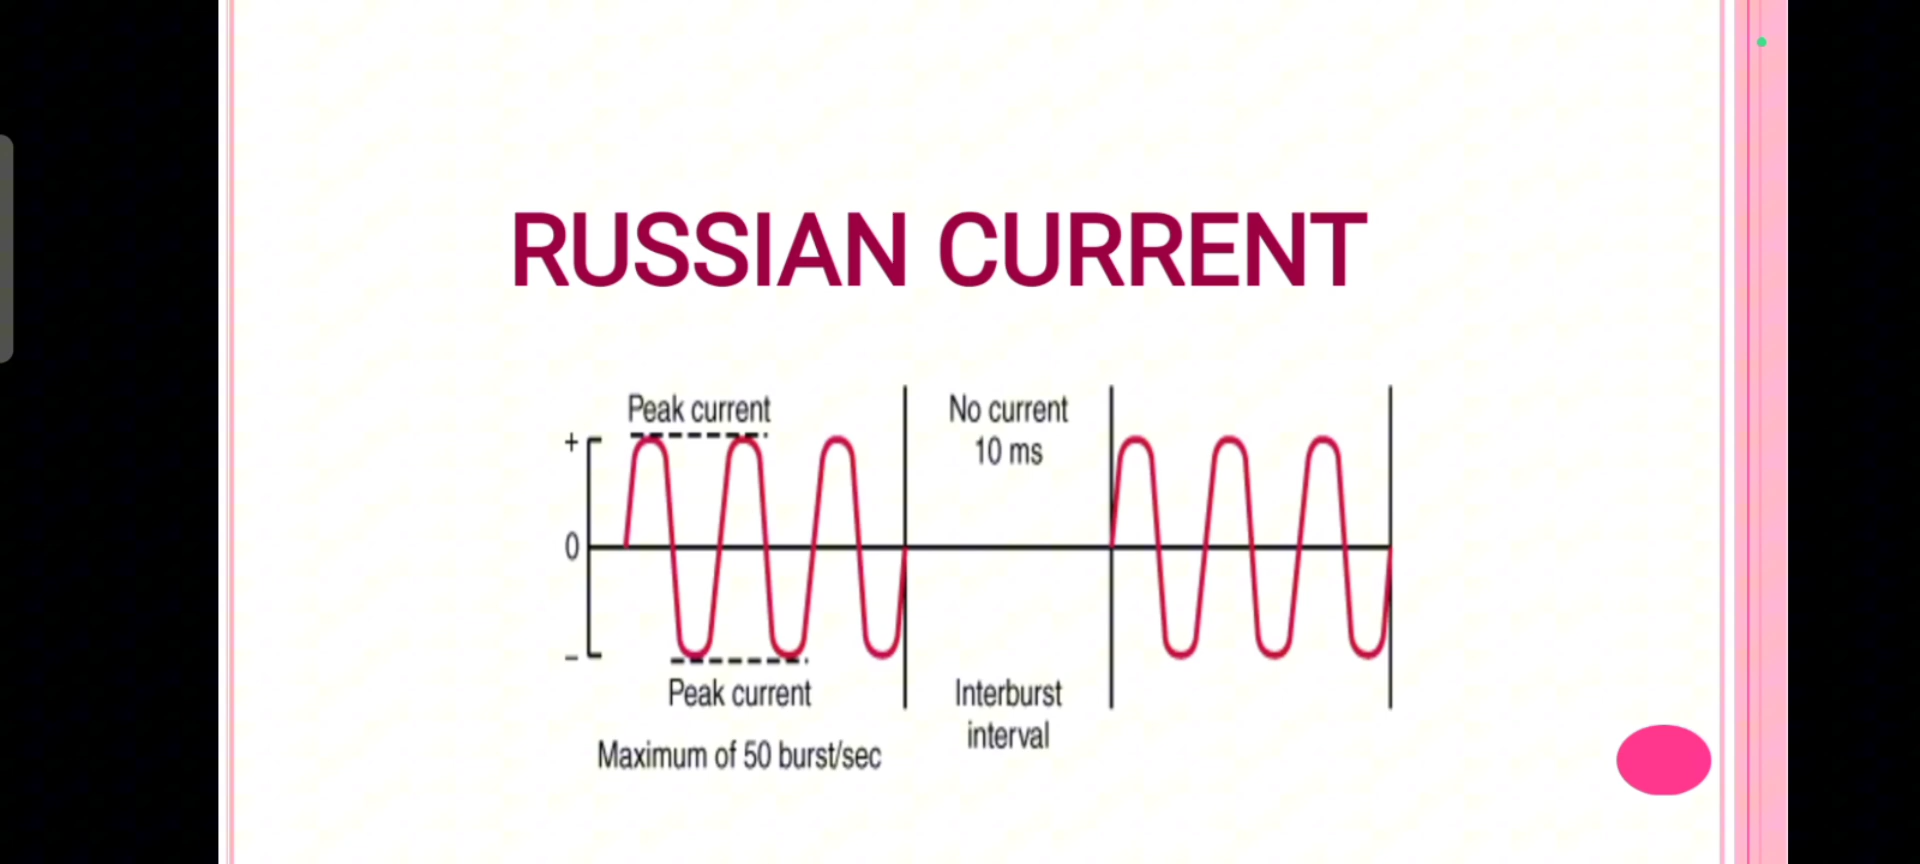 RUSSIAN CURRENT
Peak current
No current
10 ms
+
0
–
Peak current
Interburst
interval
Maximum of 50 burst/sec